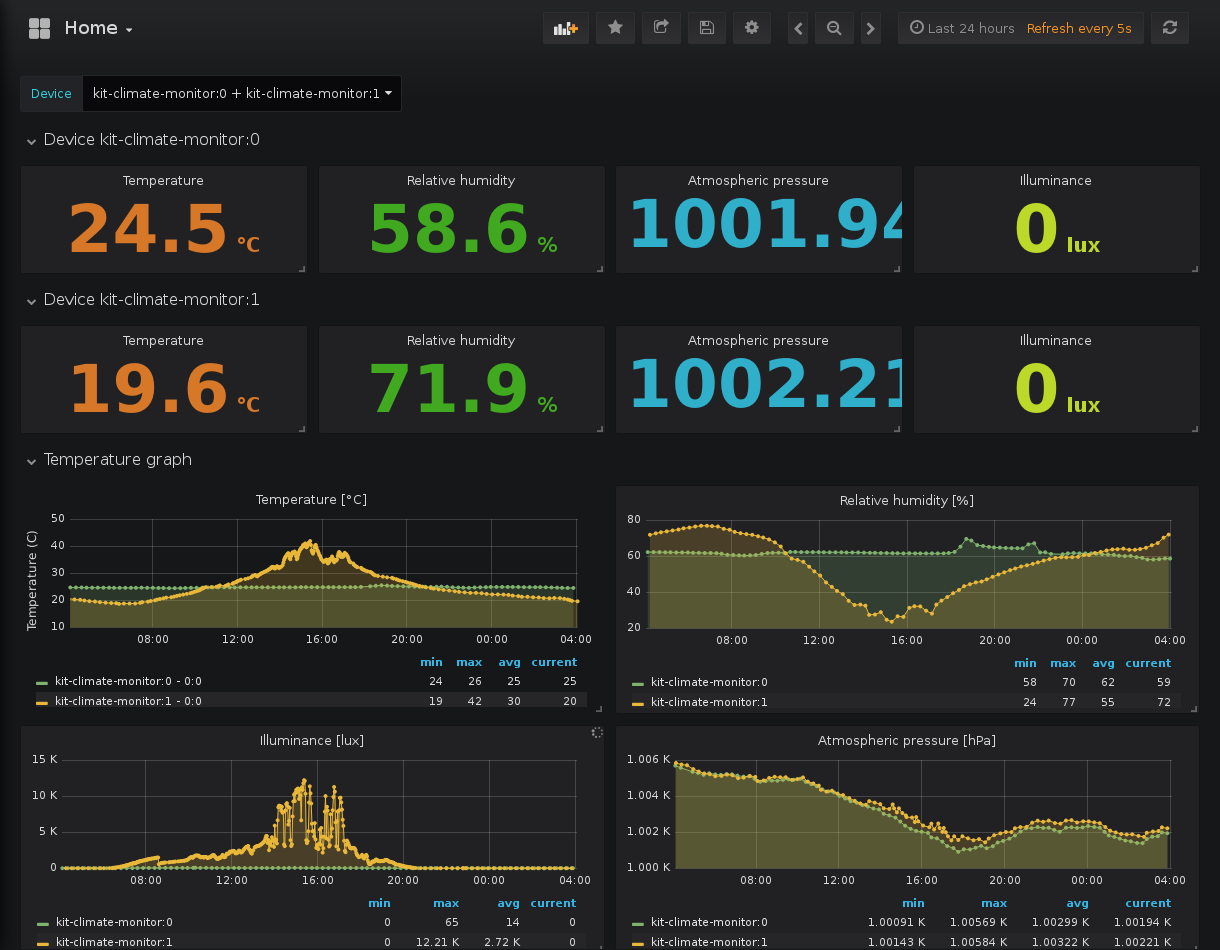 Home
Last 24 hours Refresh every 5s
Device kit-climate-monitor:0 + kit-climate-monitor:1
Device kit-climate-monitor:0
Temperature Relative humidity Atmospheric pressure Illuminance
24.5 °C 58.6 % 1001.94 0 lux
Device kit-climate-monitor:1
Temperature Relative humidity Atmospheric pressure Illuminance
19.6 °C 71.9 % 1002.21 0 lux
Temperature graph
Temperature [°C]
Temperature (C)
50
40
30
20
10
08:00 12:00 16:00 20:00 00:00 04:00
min max avg current
kit-climate-monitor:0 - 0:0 24 26 25 25
kit-climate-monitor:1 - 0:0 19 42 30 20
Relative humidity [%]
80
60
40
20
08:00 12:00 16:00 20:00 00:00 04:00
min max avg current
kit-climate-monitor:0 58 70 62 59
kit-climate-monitor:1 24 77 55 72
Illuminance [lux]
15 K
10 K
5 K
0
08:00 12:00 16:00 20:00 00:00 04:00
min max avg current
kit-climate-monitor:0 0 65 14 0
kit-climate-monitor:1 0 12.21 K 2.72 K 0
Atmospheric pressure [hPa]
1.006 K
1.004 K
1.002 K
1.000 K
08:00 12:00 16:00 20:00 00:00 04:00
min max avg current
kit-climate-monitor:0 1.00091 K 1.00569 K 1.00299 K 1.00194 K
kit-climate-monitor:1 1.00143 K 1.00584 K 1.00322 K 1.00221 K